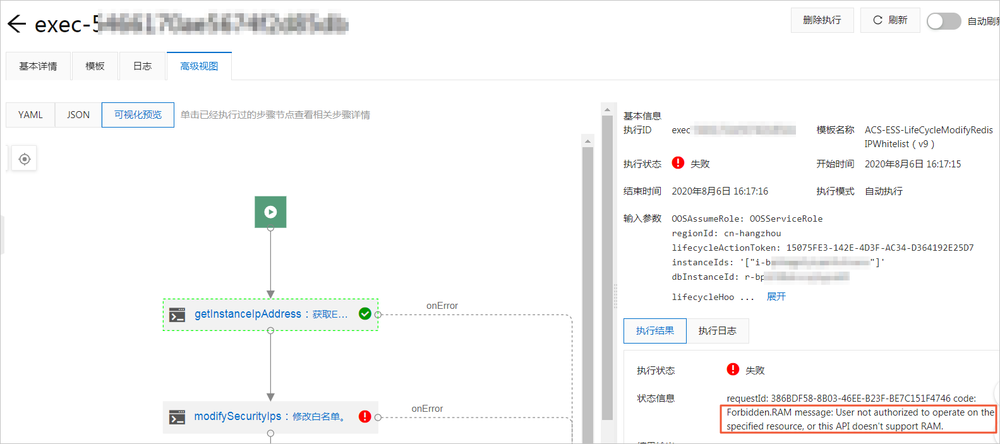 exec-5
删除执行
刷新
自动刷新
基本详情
模板
日志
高级视图
YAML
JSON
可视化预览
单击已经执行过的步骤节点查看相关步骤详情
getInstanceIpAddress：获取E...
onError
modifySecurityIps：修改白名单。
onError
基本信息
执行ID exec
模板名称 ACS-ESS-LifeCycleModifyRedis
IPWhitelist ( v9 )
执行状态 失败
开始时间 2020年8月6日 16:17:15
结束时间 2020年8月6日 16:17:16
执行模式 自动执行
输入参数 OOSAssumeRole: OOSServiceRole
regionId: cn-hangzhou
lifecycleActionToken: 15075FE3-142E-4D3F-AC34-D364192E25D7
instanceIds: '["i-b "]'
dbInstanceId: r-bp
lifecycleHoo ... 展开
执行结果
执行日志
执行状态 失败
状态信息 requestId: 386BDF58-8B03-46EE-B23F-BE7C151F4746 code:
Forbidden.RAM message: User not authorized to operate on the
specified resource, or this API doesn't support RAM.